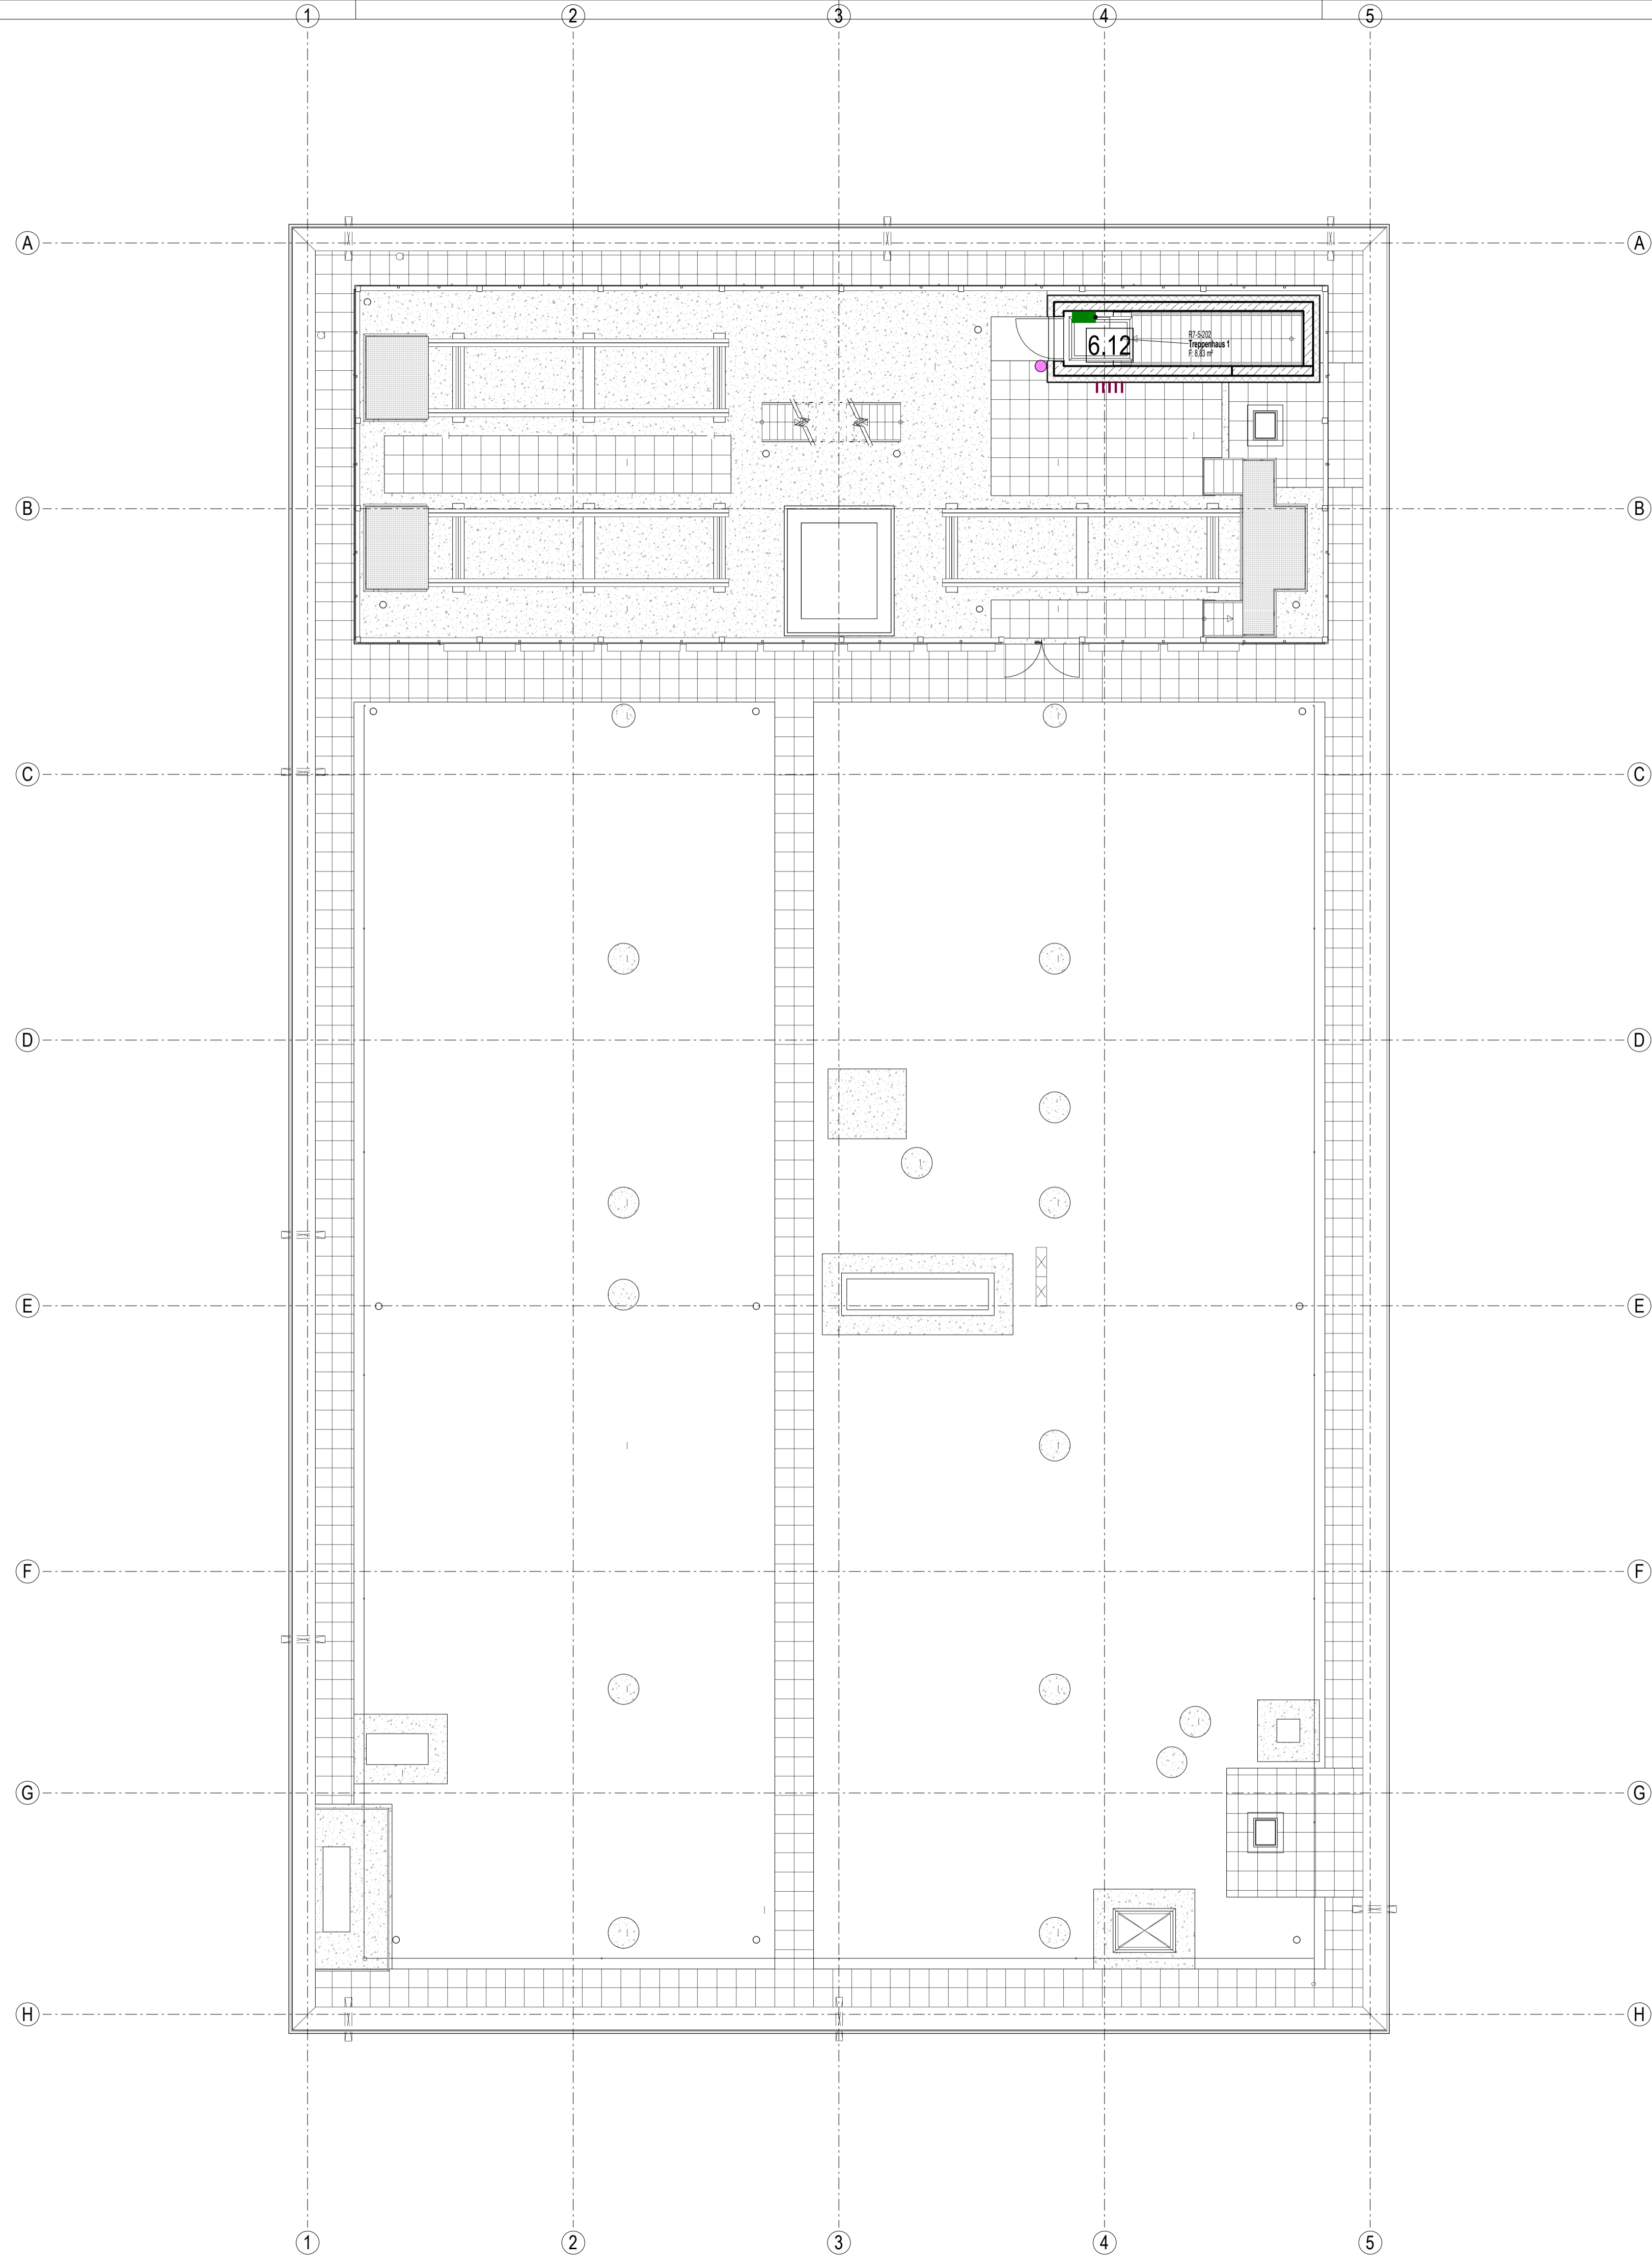 1 2 3 4 5
A A
6.12
R7-5-202
Treppenhaus 1
F: 8,83 m²
B B
C C
D D
E E
F F
G G
H H
1 2 3 4 5